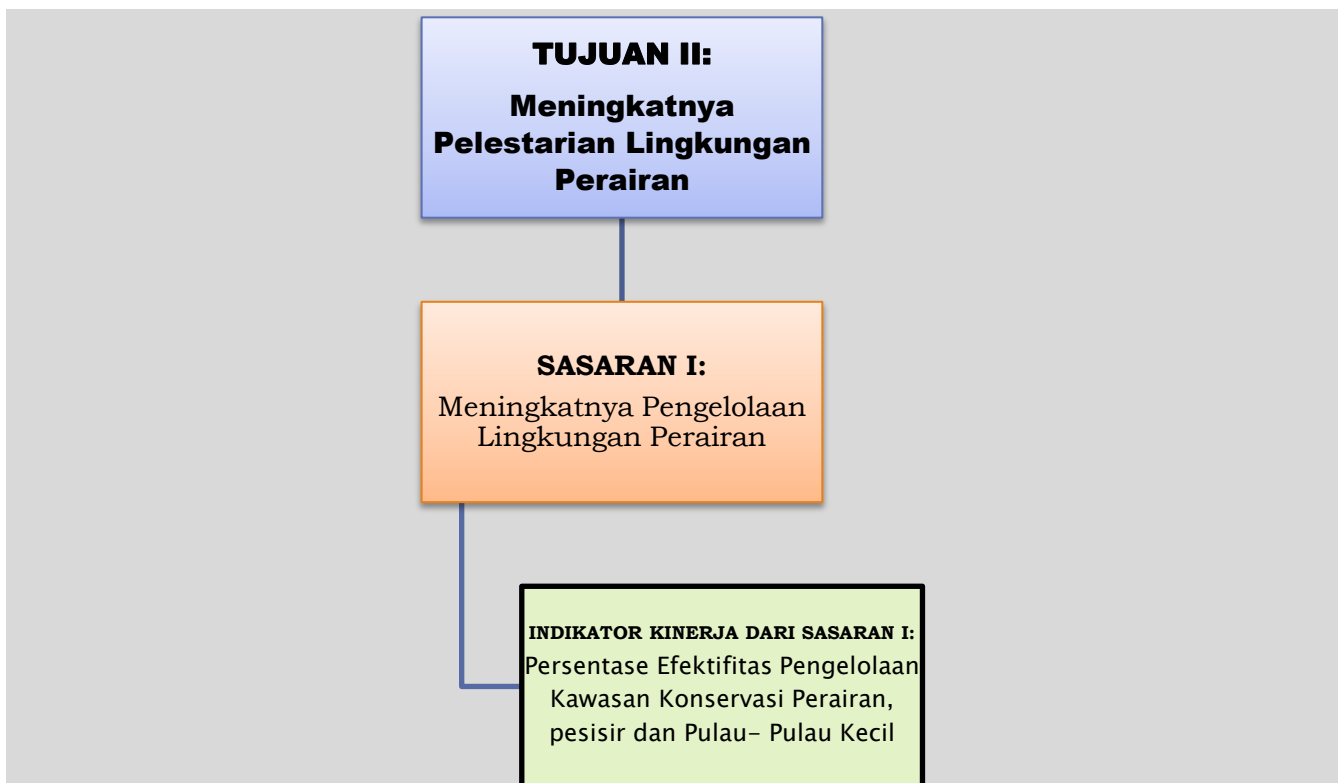 TUJUAN II:
Meningkatnya
Pelestarian Lingkungan
Perairan
SASARAN I:
Meningkatnya Pengelolaan
Lingkungan Perairan
INDIKATOR KINERJA DARI SASARAN I:
Persentase Efektifitas Pengelolaan
Kawasan Konservasi Perairan,
pesisir dan Pulau- Pulau Kecil